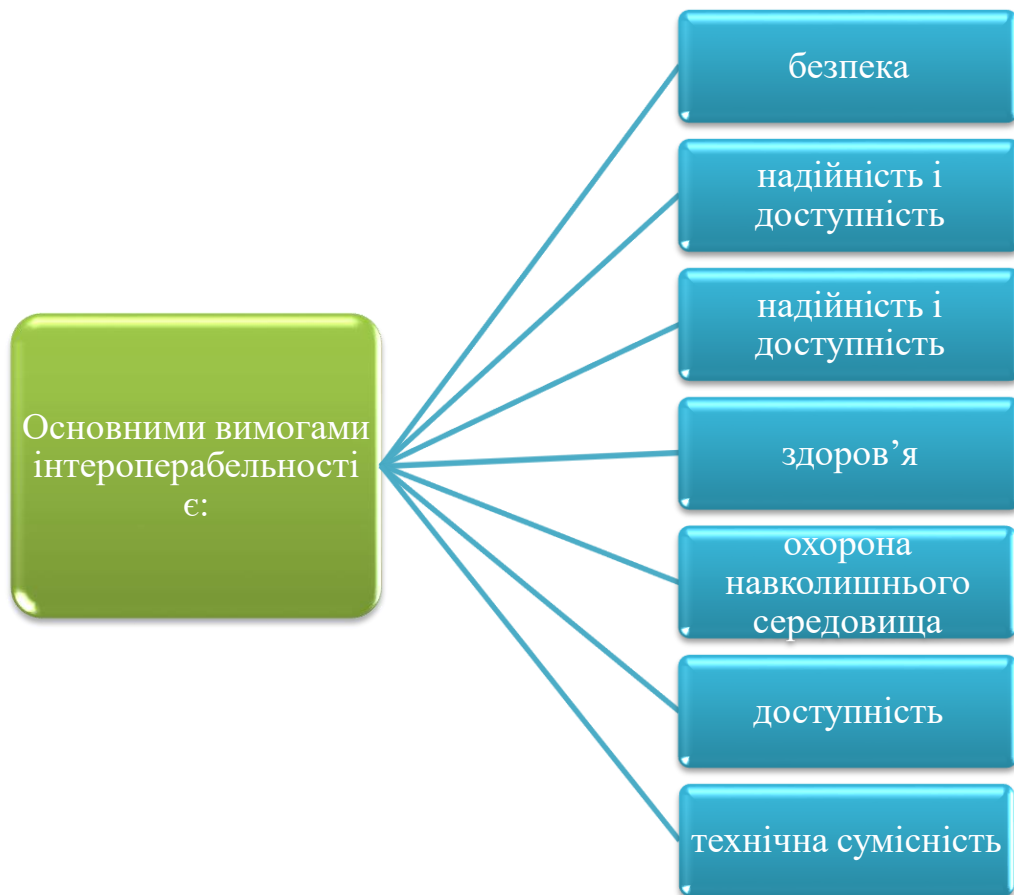 Основними вимогами
інтероперабельності
є:
безпека
надійність і
доступність
надійність і
доступність
здоров’я
охорона
навколишнього
середовища
доступність
технічна сумісність